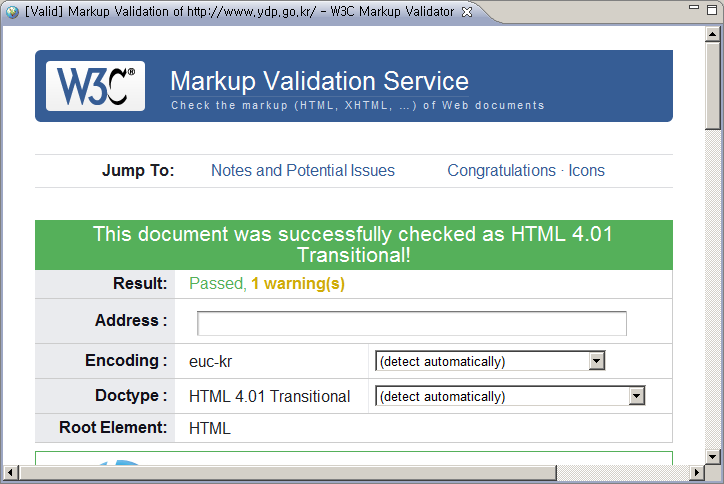 [Valid] Markup Validation of http://www.ydp.go.kr/ - W3C Markup Validator
W3C®
Markup Validation Service
Check the markup (HTML, XHTML, …) of Web documents
Jump To: Notes and Potential Issues Congratulations · Icons
This document was successfully checked as HTML 4.01
Transitional!
Result: Passed, 1 warning(s)
Address :
Encoding : euc-kr (detect automatically)
Doctype : HTML 4.01 Transitional (detect automatically)
Root Element: HTML